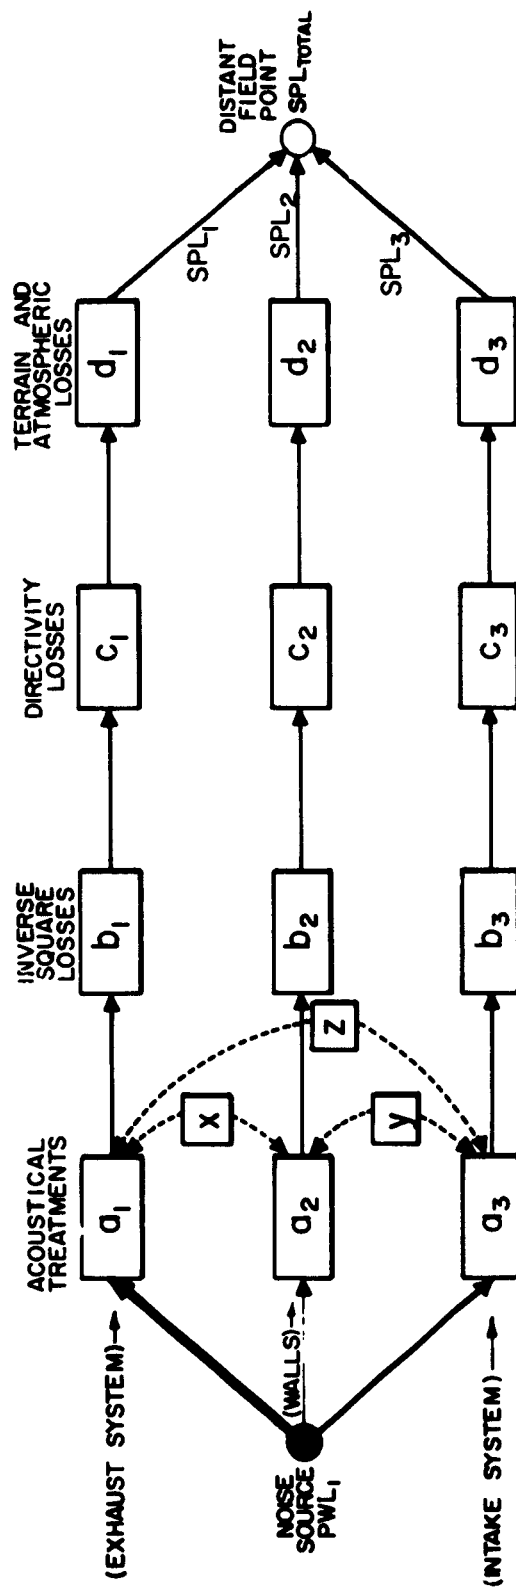 ACOUSTICAL
TREATMENTS
INVERSE
SQUARE
LOSSES
DIRECTIVITY
LOSSES
TERRAIN AND
ATMOSPHERIC
LOSSES
DISTANT
FIELD
POINT
SPL_TOTAL
(EXHAUST SYSTEM)→
a₁
b₁
c₁
d₁
SPL₁
x
NOISE
SOURCE
PWL₁
(WALLS)→
a₂
b₂
c₂
d₂
SPL₂
z
y
(INTAKE SYSTEM)→
a₃
b₃
c₃
d₃
SPL₃